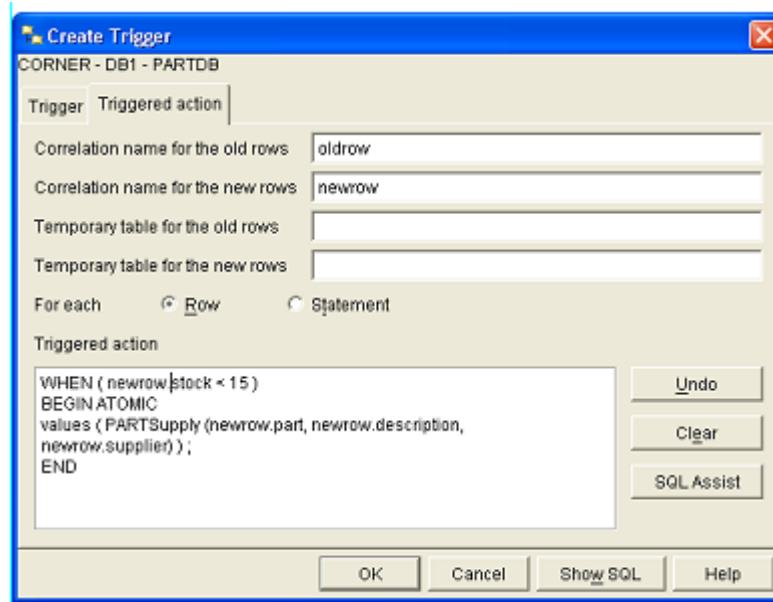 Create Trigger
CORNER - DB1 - PARTDB
Trigger Triggered action
Correlation name for the old rows oldrow
Correlation name for the new rows newrow
Temporary table for the old rows
Temporary table for the new rows
For each Row Statement
Triggered action
WHEN ( newrow.stock < 15 )
BEGIN ATOMIC
values ( PARTSupply (newrow.part, newrow.description,
newrow.supplier) ) ;
END
Undo
Clear
SQL Assist
OK Cancel Show SQL Help